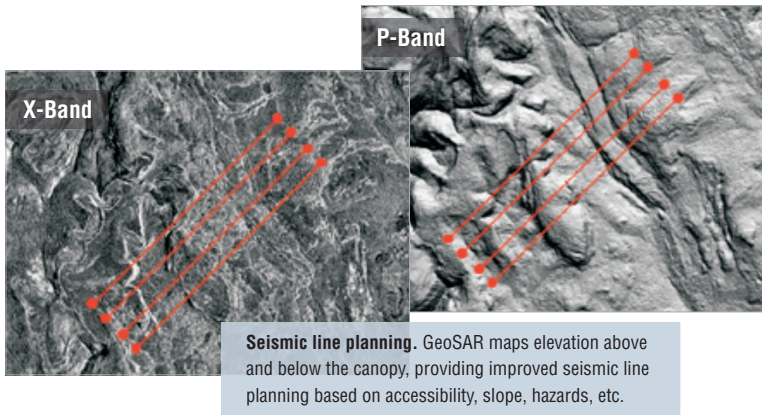 P-Band
X-Band
Seismic line planning. GeoSAR maps elevation above
and below the canopy, providing improved seismic line
planning based on accessibility, slope, hazards, etc.